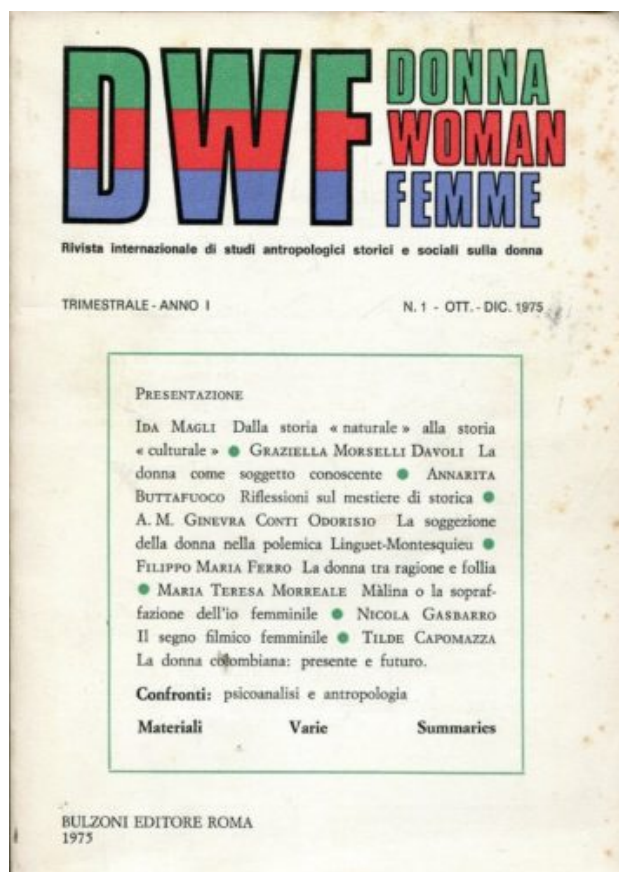 DWF DONNA
WOMAN
FEMME
Rivista internazionale di studi antropologici storici e sociali sulla donna
TRIMESTRALE - ANNO I N. 1 - OTT. - DIC. 1975
PRESENTAZIONE
IDA MAGLI Dalla storia « naturale » alla storia
« culturale » ● GRAZIELLA MORSELLI DAVOLI La
donna come soggetto conoscente ● ANNARITA
BUTTAFUOCO Riflessioni sul mestiere di storica ●
A. M. GINEVRA CONTI ODORISIO La soggezione
della donna nella polemica Linguet-Montesquieu ●
FILIPPO MARIA FERRO La donna tra ragione e follia
● MARIA TERESA MORREALE Màlina o la sopraf-
fazione dell'io femminile ● NICOLA GASBARRO
Il segno filmico femminile ● TILDE CAPOMAZZA
La donna colombiana: presente e futuro.
Confronti: psicoanalisi e antropologia
Materiali Varie Summaries
BULZONI EDITORE ROMA
1975